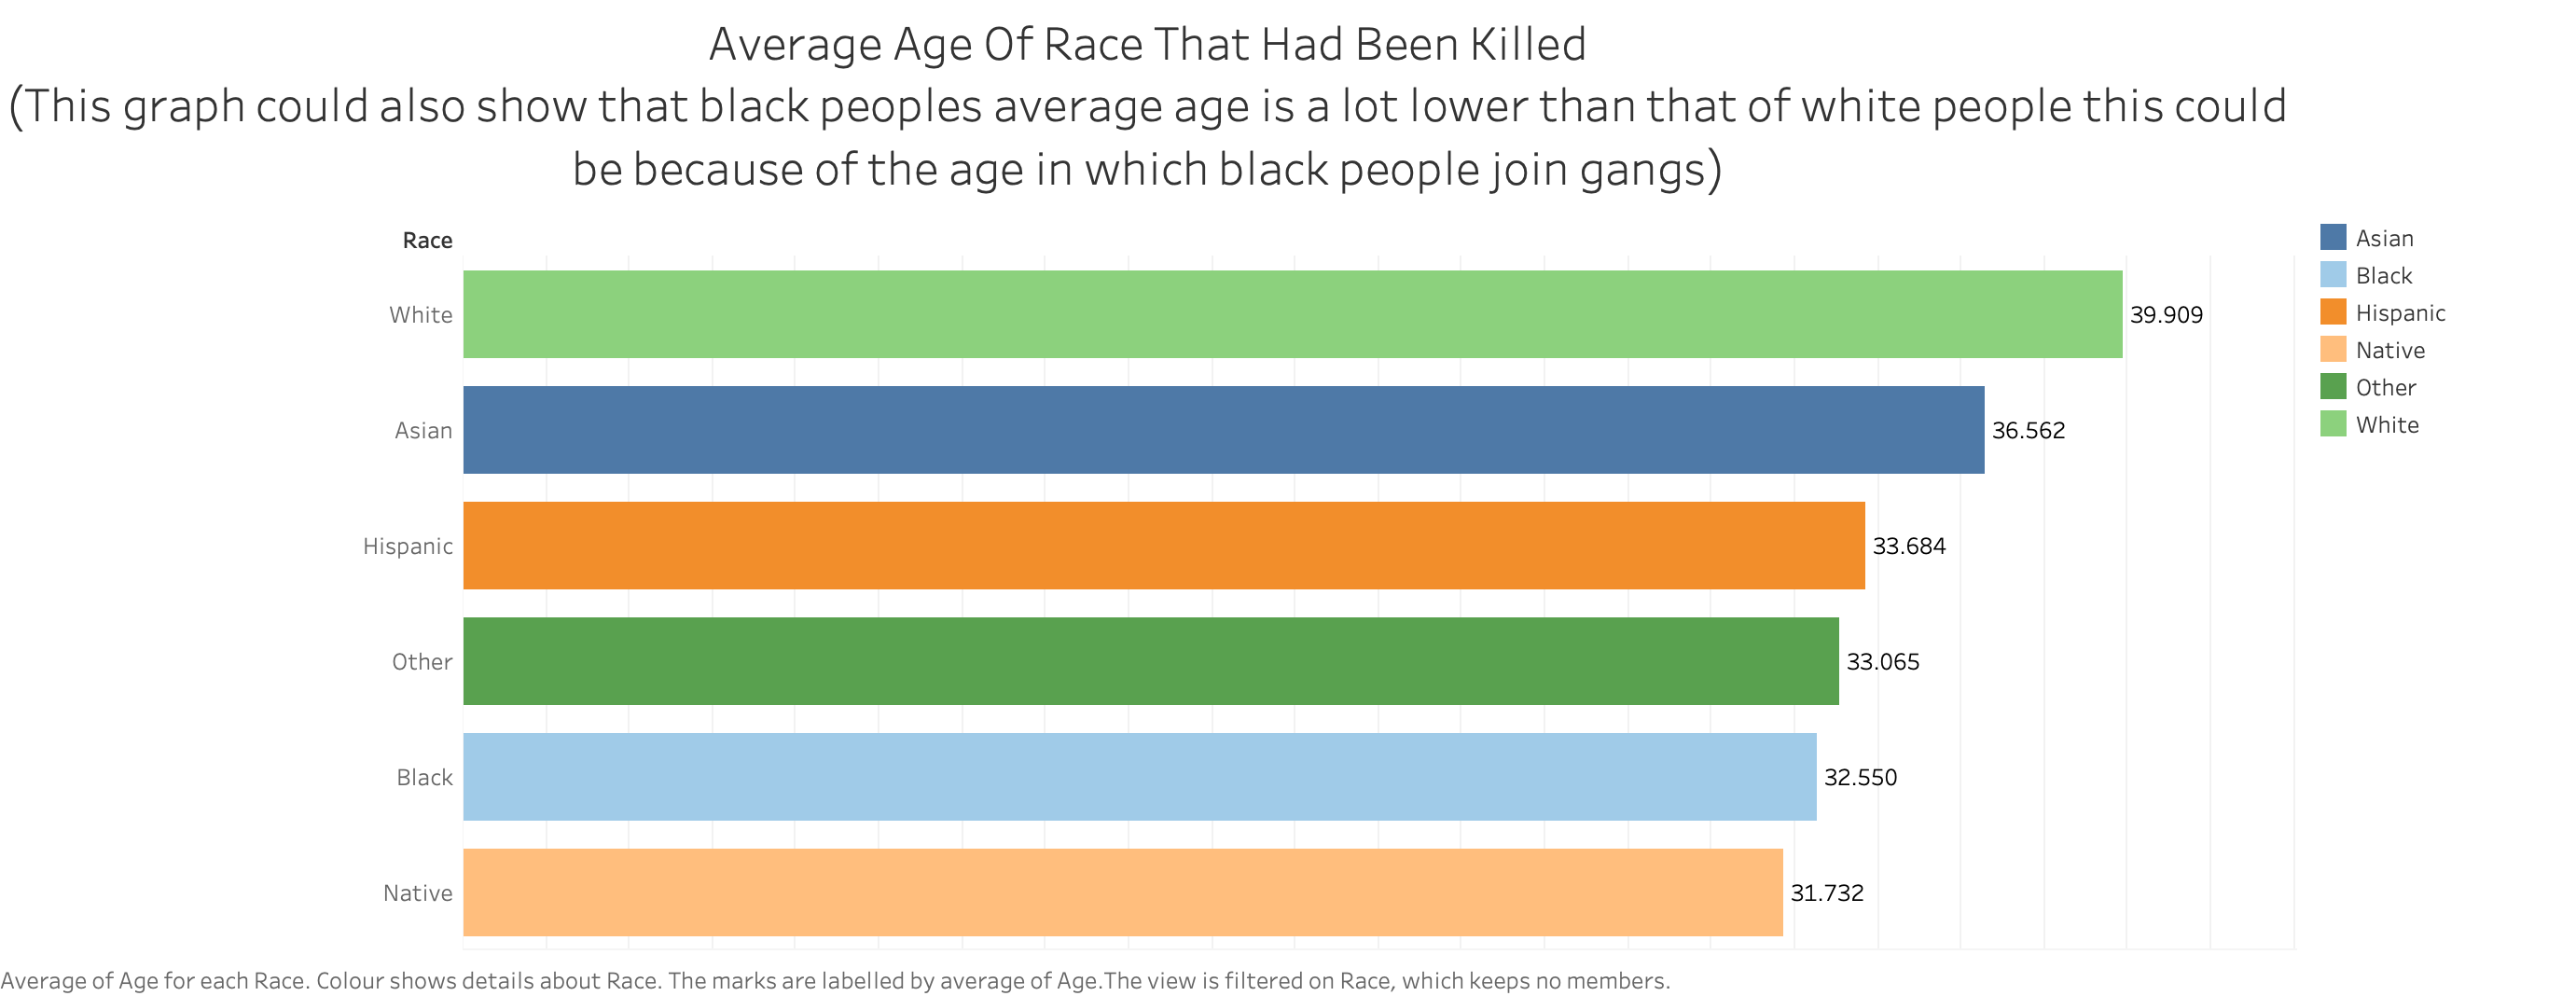 Average Age Of Race That Had Been Killed
(This graph could also show that black peoples average age is a lot lower than that of white people this could
be because of the age in which black people join gangs)
Race
White
39.909
Asian
36.562
Hispanic
33.684
Other
33.065
Black
32.550
Native
31.732
Asian
Black
Hispanic
Native
Other
White
Average of Age for each Race. Colour shows details about Race. The marks are labelled by average of Age.The view is filtered on Race, which keeps no members.